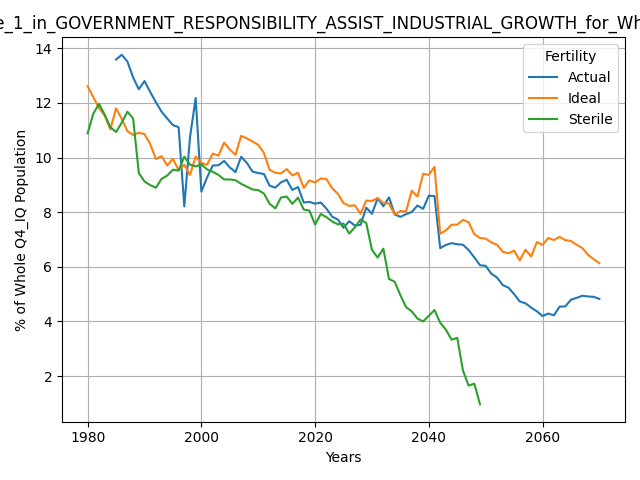 e_1_in_GOVERNMENT_RESPONSIBILITY_ASSIST_INDUSTRIAL_GROWTH_for_Wh
% of Whole Q4_IQ Population
14
12
10
8
6
4
2
Fertility
Actual
Ideal
Sterile
1980
2000
2020
2040
2060
Years